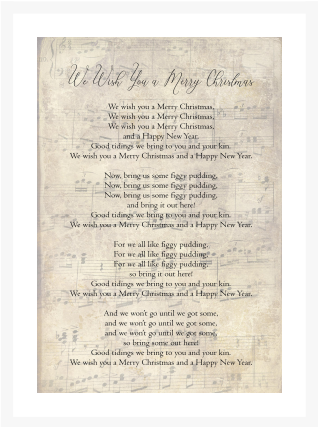 We Wish You a Merry Christmas
We wish you a Merry Christmas,
We wish you a Merry Christmas,
We wish you a Merry Christmas,
and a Happy New Year.
Good tidings we bring to you and your kin.
We wish you a Merry Christmas and a Happy New Year.
Now, bring us some figgy pudding,
Now, bring us some figgy pudding,
Now, bring us some figgy pudding,
and bring it out here!
Good tidings we bring to you and your kin.
We wish you a Merry Christmas and a Happy New Year.
For we all like figgy pudding,
For we all like figgy pudding,
For we all like figgy pudding,
so bring it out here!
Good tidings we bring to you and your kin.
We wish you a Merry Christmas and a Happy New Year.
And we won't go until we got some,
and we won't go until we got some,
and we won't go until we got some,
so bring some out here!
Good tidings we bring to you and your kin.
We wish you a Merry Christmas and a Happy New Year.